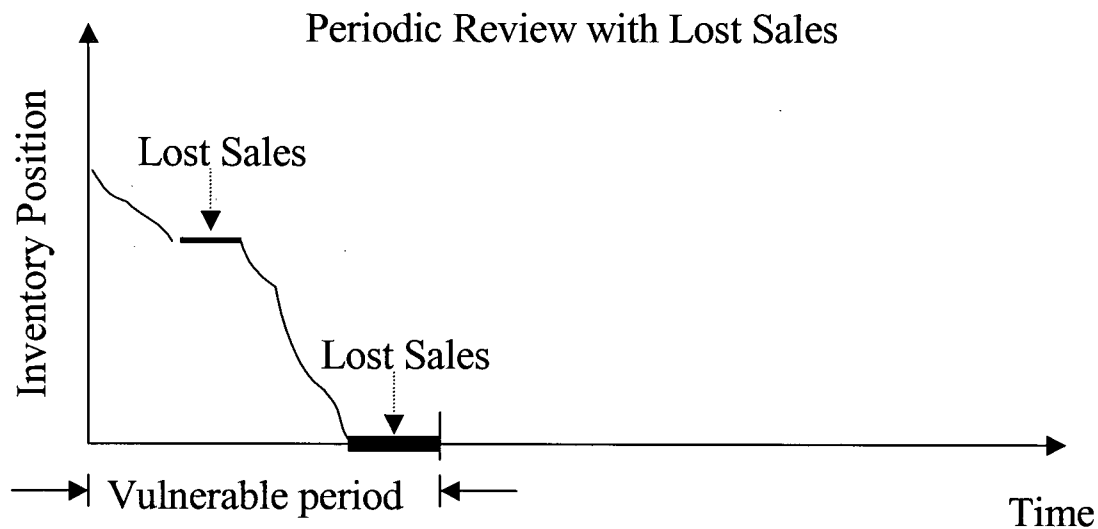 Periodic Review with Lost Sales
Inventory Position
Lost Sales
Lost Sales
Vulnerable period
Time